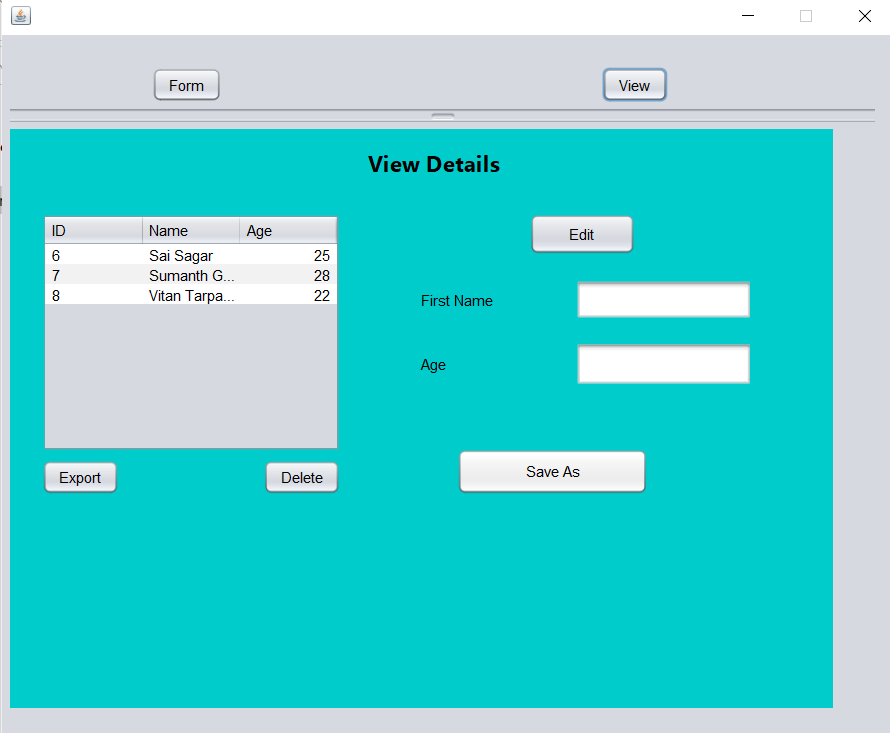 Form View
View Details
ID Name Age
6 Sai Sagar 25
7 Sumanth G... 28
8 Vitan Tarpa... 22
Export Delete
Edit
First Name
Age
Save As